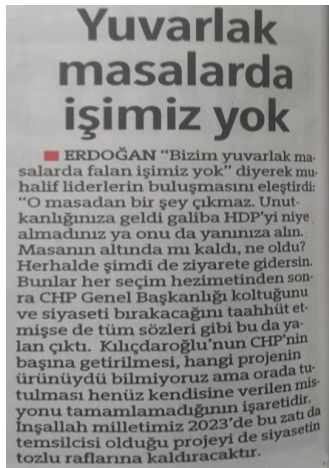 Yuvarlak
masalarda
işimiz yok
ERDOĞAN “Bizim yuvarlak ma-
salarda falan işimiz yok” diyerek mu-
halif liderlerin buluşmasını eleştirdi:
“O masadan bir şey çıkmaz. Unut-
kanlığınıza geldi galiba HDP’yi niye
almadınız ya onu da yanınıza alın.
Masanın altında mı kaldı, ne oldu?
Herhalde şimdi de ziyarete gidersin.
Bunlar her seçim hezimetinden son-
ra CHP Genel Başkanlığı koltuğunu
ve siyaseti bırakacağını taahhüt et-
mişse de tüm sözleri gibi bu da ya-
lan çıktı. Kılıçdaroğlu’nun CHP’nin
başına getirilmesi, hangi projenin
ürünüydü bilmiyoruz ama orada tu-
tulması henüz kendisine verilen mis-
yonu tamamlamadığının işaretidir.
İnşallah milletimiz 2023’de bu zatı da
temsilcisi olduğu projeyi de siyasetin
tozlu raflarına kaldıracaktır.